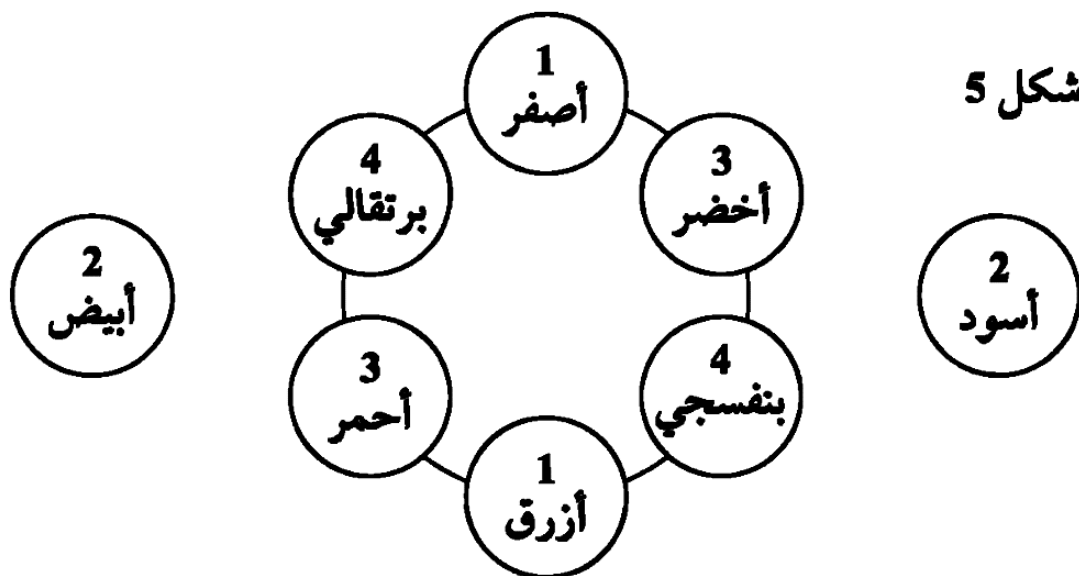 شكل 5
1
أصفر
3
أخضر
4
برتقالي
2
أسود
2
أبيض
4
بنفسجي
3
أحمر
1
أزرق